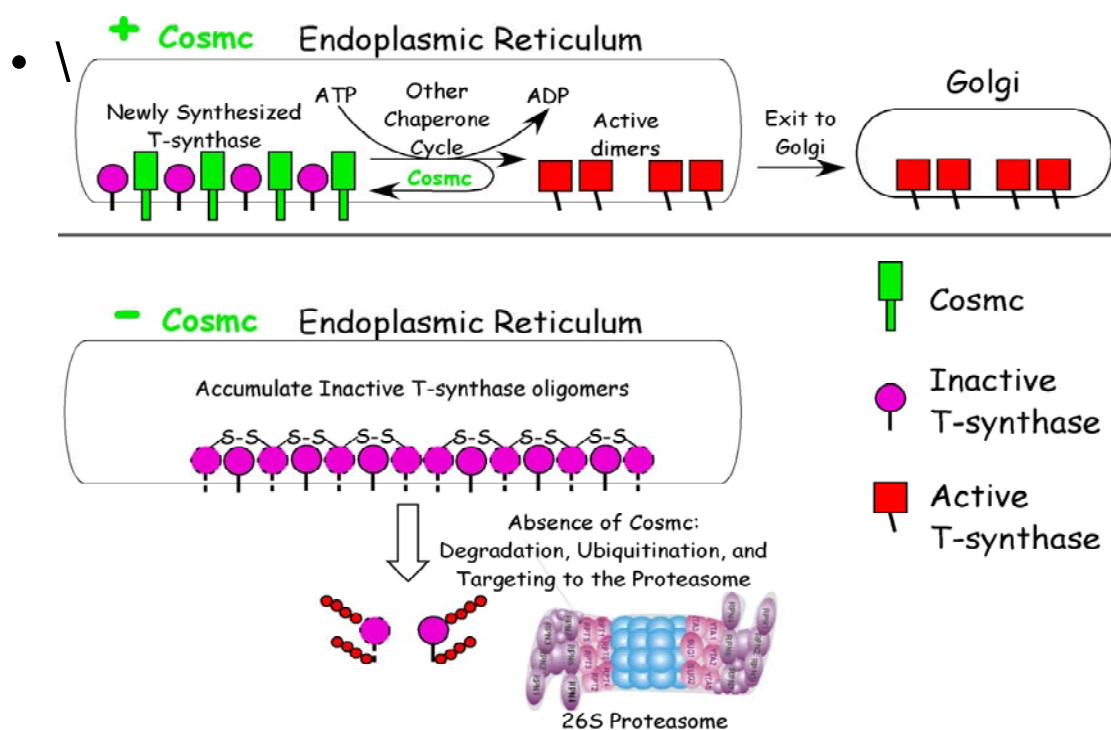 • \
+ Cosmc Endoplasmic Reticulum
Newly Synthesized
T-synthase
ATP
Other
Chaperone
Cycle
Cosmc
ADP
Active
dimers
Exit to
Golgi
Golgi
- Cosmc Endoplasmic Reticulum
Accumulate Inactive T-synthase oligomers
S-S S-S S-S S-S S-S S-S
Cosmc
Inactive
T-synthase
Active
T-synthase
Absence of Cosmc:
Degradation, Ubiquitination, and
Targeting to the Proteasome
26S Proteasome